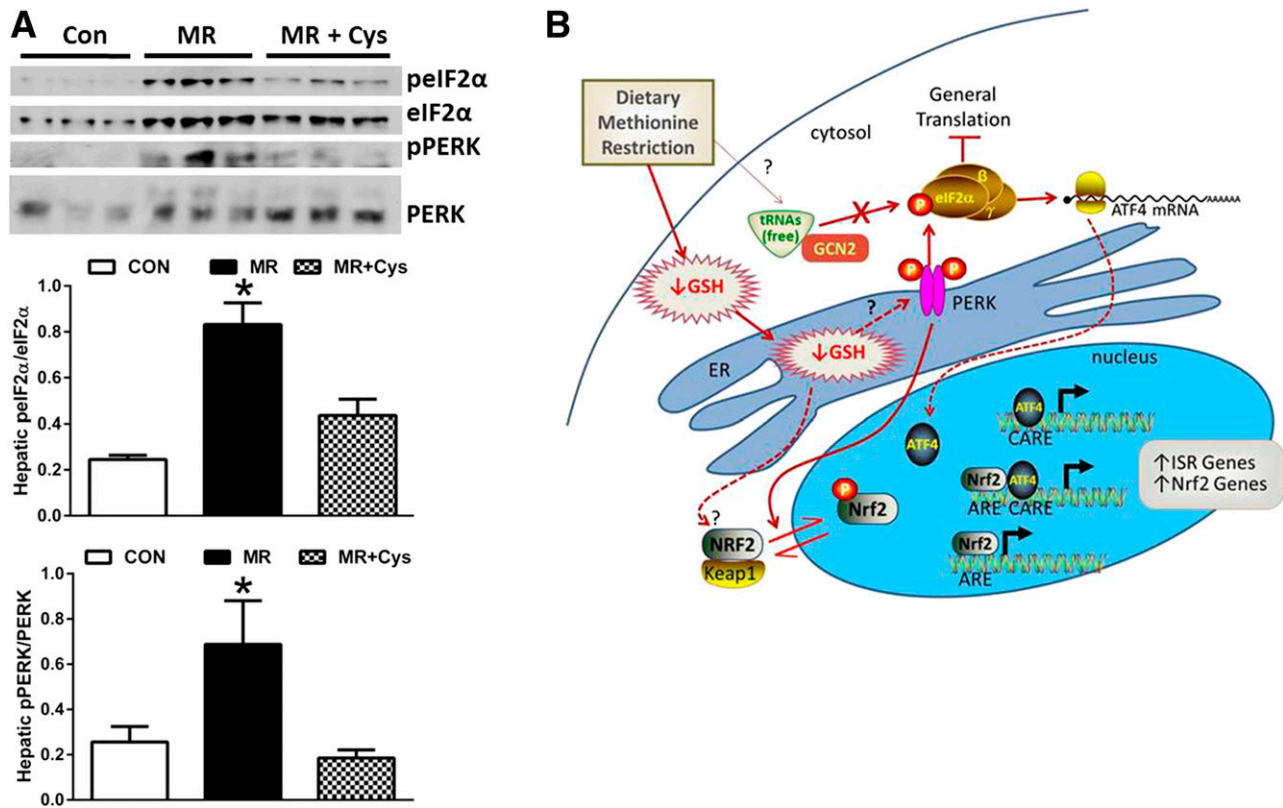 A
Con MR MR + Cys
peIF2α
eIF2α
pPERK
PERK
CON MR MR+Cys
*
Hepatic peIF2α/eIF2α
1.0
0.8
0.6
0.4
0.2
0.0
CON MR MR+Cys
*
Hepatic pPERK/PERK
1.0
0.8
0.6
0.4
0.2
0.0
B
Dietary
Methionine
Restriction
cytosol
General
Translation
?
tRNAs
(free)
GCN2
X
P
eIF2α
β
γ
ATF4 mRNA
AAAAAA
↓GSH
?
P P
PERK
ER
↓GSH
nucleus
ATF4
CARE
ATF4
Nrf2 ATF4
ARE CARE
↑ISR Genes
↑Nrf2 Genes
P
Nrf2
?
NRF2
Keap1
Nrf2
ARE